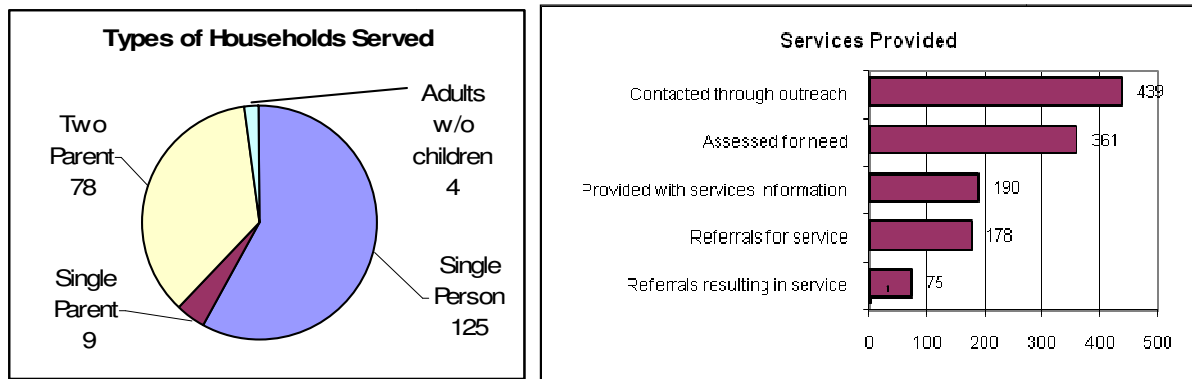 Types of Households Served
Adults
w/o
children
4
Two
Parent
78
Single
Parent
9
Single
Person
125
Services Provided
Contacted through outreach
439
Assessed for need
361
Provided with services information
190
Referrals for service
178
Referrals resulting in service
75
0 100 200 300 400 500